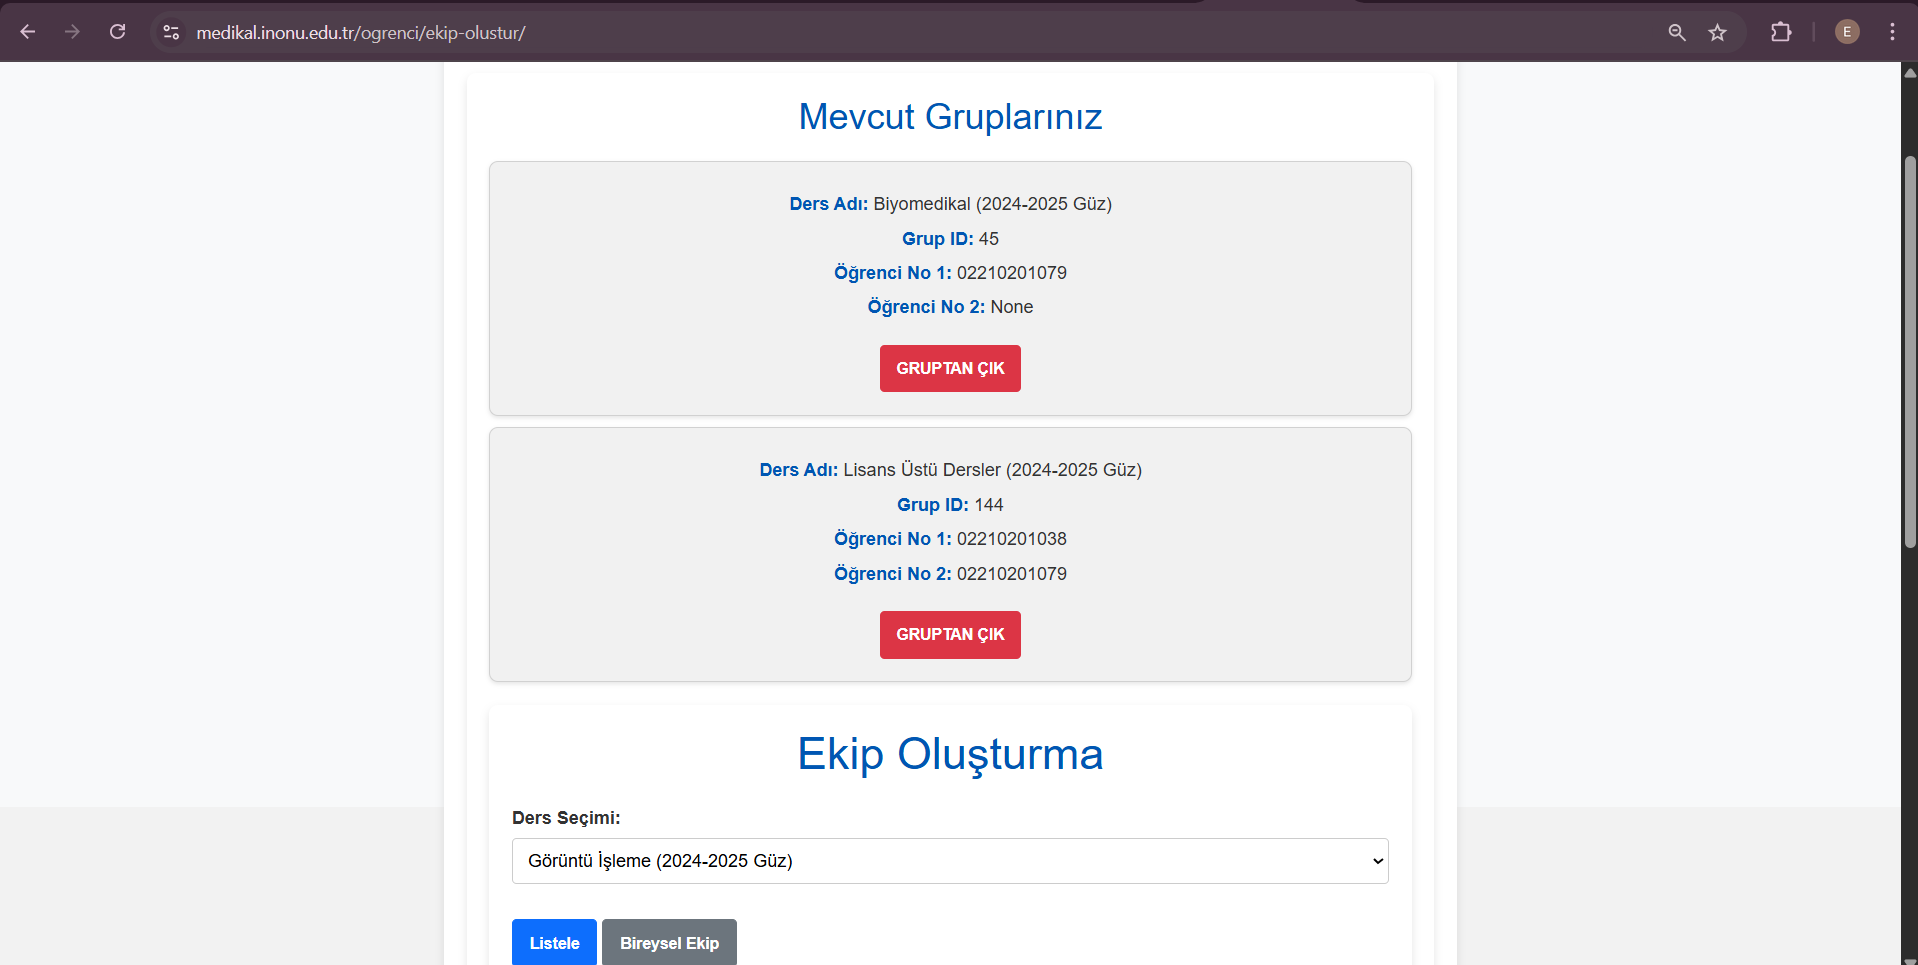 medikal.inonu.edu.tr/ogrenci/ekip-olustur/
E
Mevcut Gruplarınız
Ders Adı: Biyomedikal (2024-2025 Güz)
Grup ID: 45
Öğrenci No 1: 02210201079
Öğrenci No 2: None
GRUPTAN ÇIK
Ders Adı: Lisans Üstü Dersler (2024-2025 Güz)
Grup ID: 144
Öğrenci No 1: 02210201038
Öğrenci No 2: 02210201079
GRUPTAN ÇIK
Ekip Oluşturma
Ders Seçimi:
Görüntü İşleme (2024-2025 Güz)
Listele Bireysel Ekip